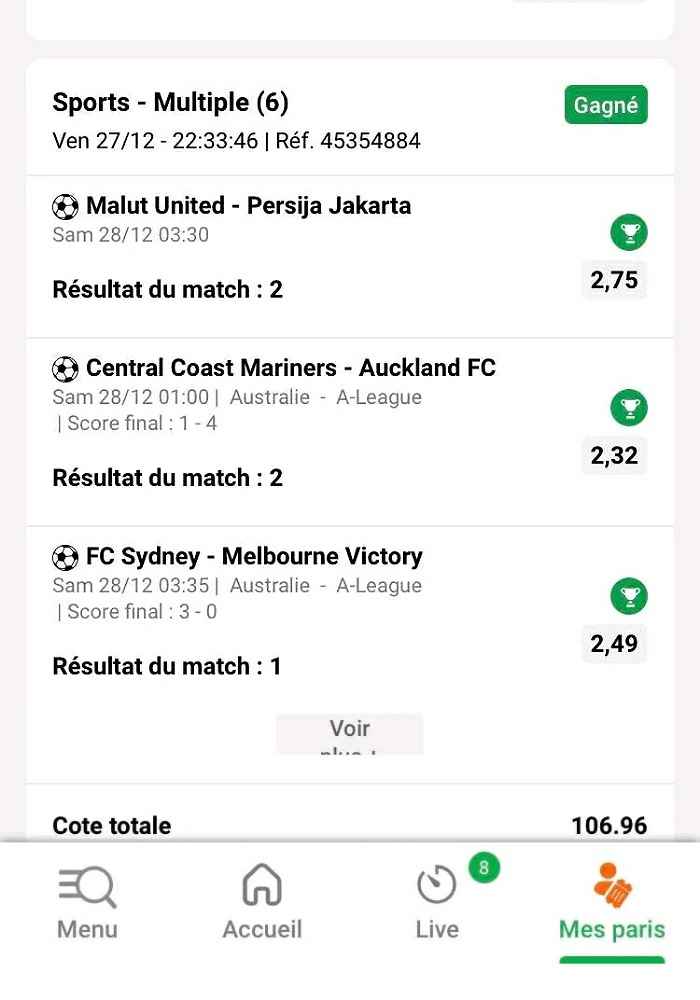 Sports - Multiple (6)
Gagné
Ven 27/12 - 22:33:46 | Réf. 45354884
Malut United - Persija Jakarta
Sam 28/12 03:30
2,75
Résultat du match : 2
Central Coast Mariners - Auckland FC
Sam 28/12 01:00 | Australie - A-League
| Score final : 1 - 4
2,32
Résultat du match : 2
FC Sydney - Melbourne Victory
Sam 28/12 03:35 | Australie - A-League
| Score final : 3 - 0
2,49
Résultat du match : 1
Voir
plus +
Cote totale
106.96
8
Menu
Accueil
Live
Mes paris